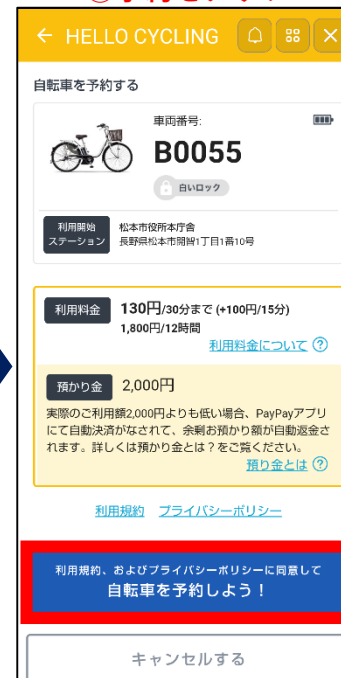 ← HELLO CYCLING
自転車を予約する
車両番号:
B0055
白いロック
利用開始
ステーション
松本市役所本庁舎
長野県松本市開智1丁目1番10号
利用料金 130円/30分まで (+100円/15分)
1,800円/12時間
利用料金について ?
預かり金 2,000円
実際のご利用額2,000円よりも低い場合、PayPayアプリ
にて自動決済がなされて、余剰お預かり額が自動返金さ
れます。詳しくは預かり金とは？をご覧ください。
預り金とは ?
利用規約 プライバシーポリシー
利用規約、およびプライバシーポリシーに同意して
自転車を予約しよう！
キャンセルする